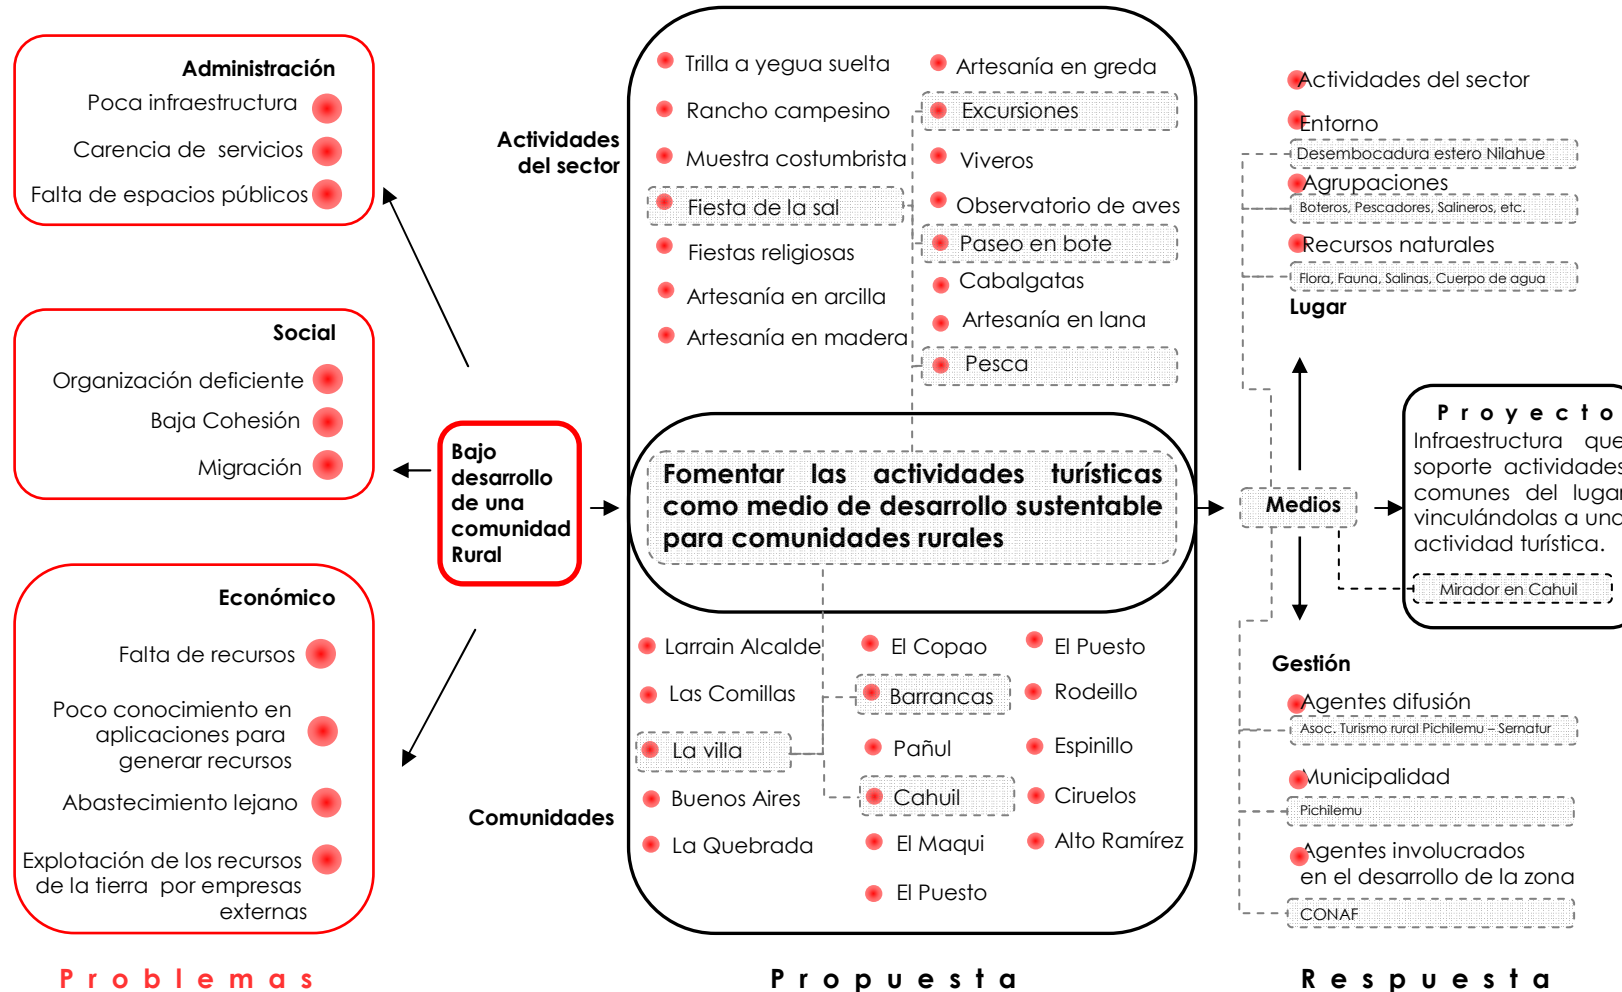 Administración
Poca infraestructura
Carencia de servicios
Falta de espacios públicos
Social
Organización deficiente
Baja Cohesión
Migración
Económico
Falta de recursos
Poco conocimiento en
aplicaciones para
generar recursos
Abastecimiento lejano
Explotación de los recursos
de la tierra por empresas
externas
Problemas
Bajo
desarrollo
de una
comunidad
Rural
Actividades
del sector
Trilla a yegua suelta
Rancho campesino
Muestra costumbrista
Fiesta de la sal
Fiestas religiosas
Artesanía en arcilla
Artesanía en madera
Artesanía en greda
Excursiones
Viveros
Observatorio de aves
Paseo en bote
Cabalgatas
Artesanía en lana
Pesca
Fomentar las actividades turísticas
como medio de desarrollo sustentable
para comunidades rurales
Comunidades
Larrain Alcalde
Las Comillas
La villa
Buenos Aires
La Quebrada
El Copao
Barrancas
Pañul
Cahuil
El Maqui
El Puesto
El Puesto
Rodeillo
Espinillo
Ciruelos
Alto Ramírez
Propuesta
Actividades del sector
Entorno
Desembocadura estero Nilahue
Agrupaciones
Boteros, Pescadores, Salineros, etc.
Recursos naturales
Flora, Fauna, Salinas, Cuerpo de agua
Lugar
Medios
Proyecto
Infraestructura que
soporte actividades
comunes del lugar
vinculándolas a una
actividad turística.
Mirador en Cahuil
Gestión
Agentes difusión
Asoc. Turismo rural Pichilemu – Sernatur
Municipalidad
Pichilemu
Agentes involucrados
en el desarrollo de la zona
CONAF
Respuesta